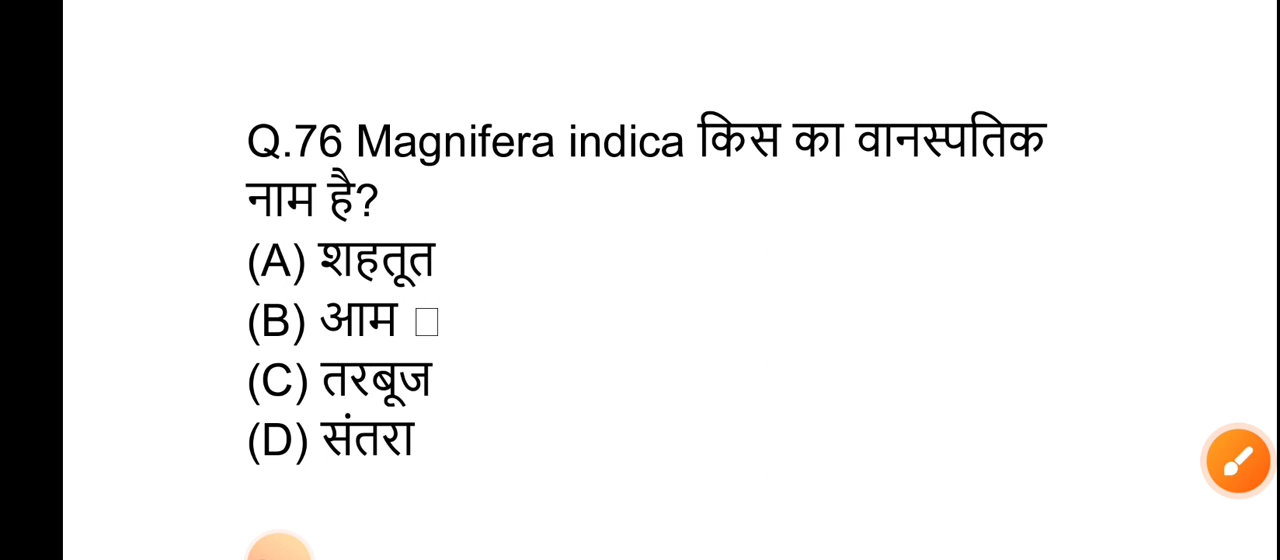 Q.76 Magnifera indica किस का वानस्पतिक
नाम है?
(A) शहतूत
(B) आम
(C) तरबूज
(D) संतरा